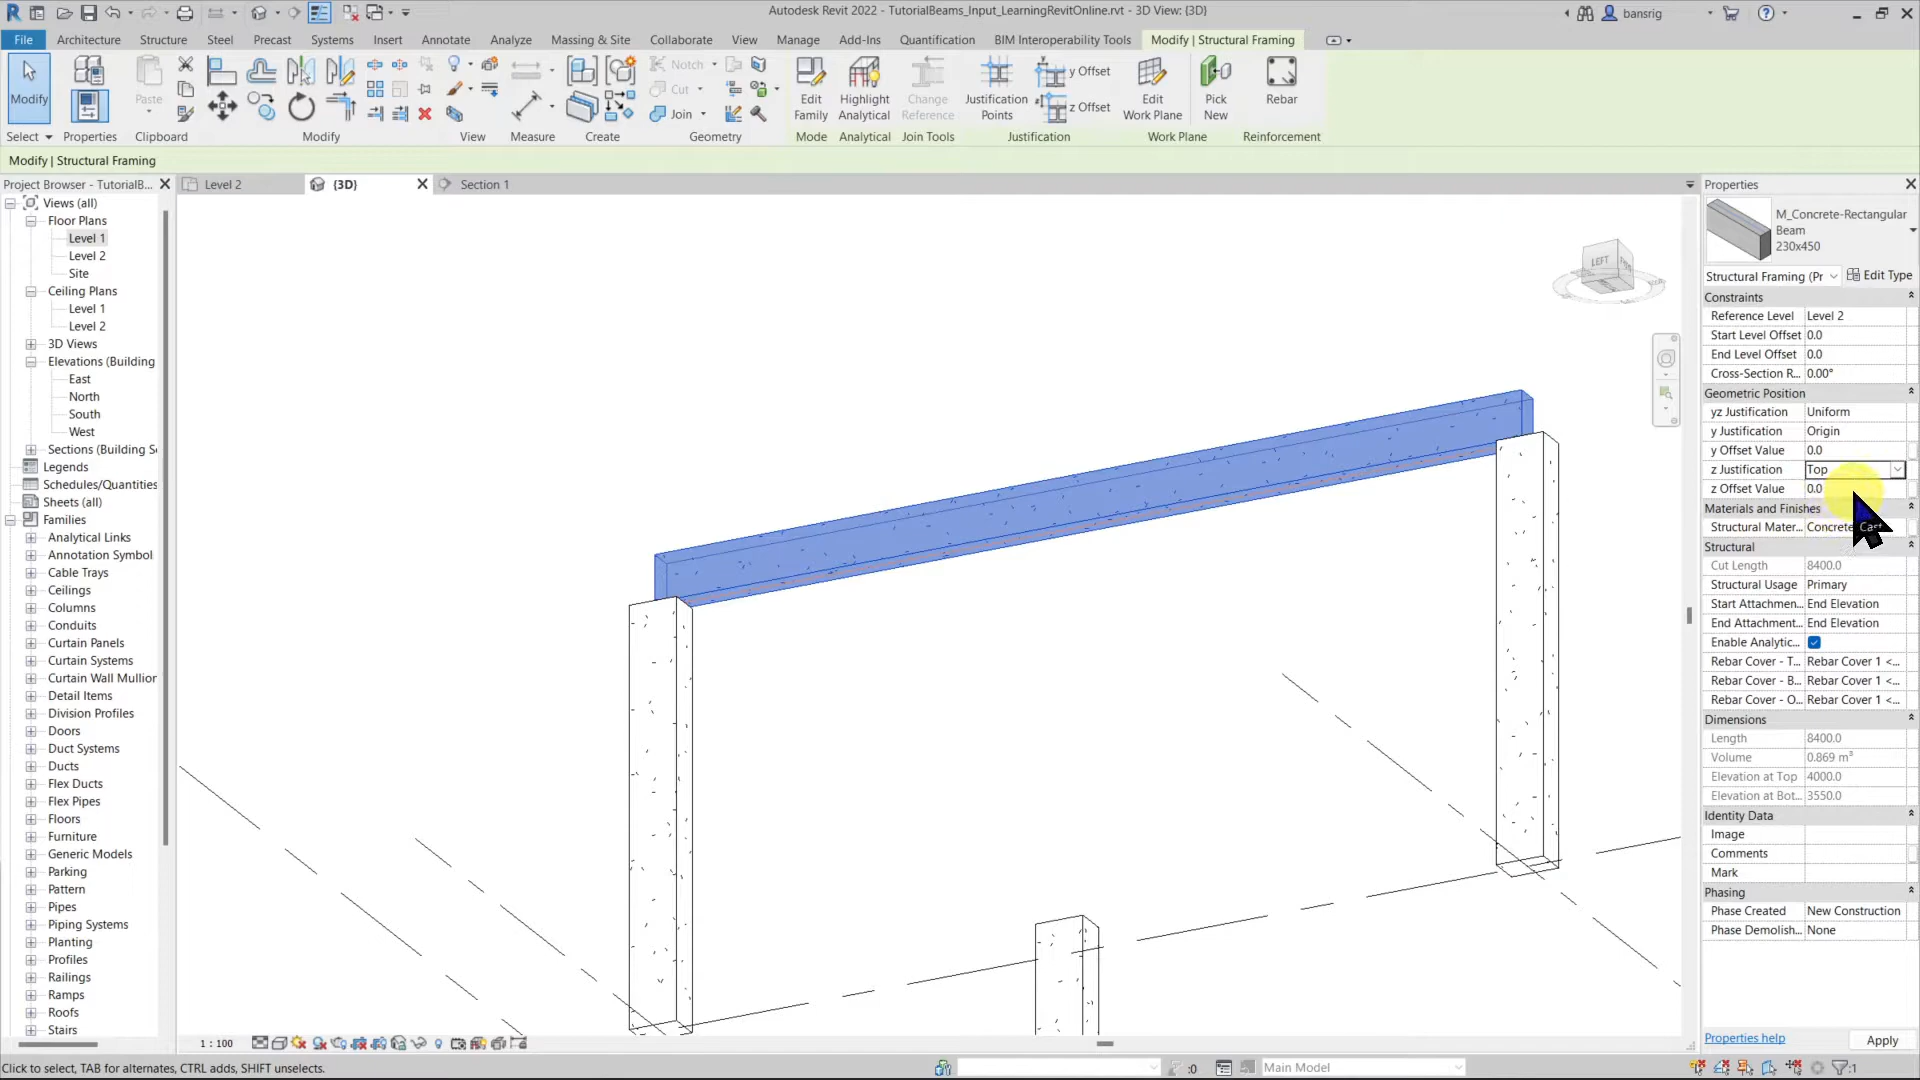 Autodesk Revit 2022 - TutorialBeams_Input_LearningRevitOnline.rvt - 3D View: {3D}
bansrig
File Architecture Structure Steel Precast Systems Insert Annotate Analyze Massing & Site Collaborate View Manage Add-Ins Quantification BIM Interoperability Tools Modify | Structural Framing
Modify
Paste
Notch
Cut
Join
Edit Family
Highlight Analytical
Change Reference
Justification Points
y Offset
z Offset
Edit Work Plane
Pick New
Rebar
Select Properties Clipboard Modify View Measure Create Geometry Mode Analytical Join Tools Justification Work Plane Reinforcement
Modify | Structural Framing
Project Browser - TutorialB...
Level 2
{3D}
Section 1
Views (all)
Floor Plans
Level 1
Level 2
Site
Ceiling Plans
Level 1
Level 2
3D Views
Elevations (Building
East
North
South
West
Sections (Building Se
Legends
Schedules/Quantities
Sheets (all)
Families
Analytical Links
Annotation Symbol
Cable Trays
Ceilings
Columns
Conduits
Curtain Panels
Curtain Systems
Curtain Wall Mullion
Detail Items
Division Profiles
Doors
Duct Systems
Ducts
Flex Ducts
Flex Pipes
Floors
Furniture
Generic Models
Parking
Pattern
Pipes
Piping Systems
Planting
Profiles
Railings
Ramps
Roofs
Stairs
LEFT
Properties
M_Concrete-Rectangular
Beam
230x450
Structural Framing (Pr
Edit Type
Constraints
Reference Level Level 2
Start Level Offset 0.0
End Level Offset 0.0
Cross-Section R... 0.00°
Geometric Position
yz Justification Uniform
y Justification Origin
y Offset Value 0.0
z Justification Top
z Offset Value 0.0
Materials and Finishes
Structural Mater... Concrete, Cast
Structural
Cut Length 8400.0
Structural Usage Primary
Start Attachmen... End Elevation
End Attachment... End Elevation
Enable Analytic...
Rebar Cover - T... Rebar Cover 1 <...
Rebar Cover - B... Rebar Cover 1 <...
Rebar Cover - O... Rebar Cover 1 <...
Dimensions
Length 8400.0
Volume 0.869 m³
Elevation at Top 4000.0
Elevation at Bot... 3550.0
Identity Data
Image
Comments
Mark
Phasing
Phase Created New Construction
Phase Demolish... None
Properties help
Apply
1 : 100
Click to select, TAB for alternates, CTRL adds, SHIFT unselects.
:0
Main Model
:1